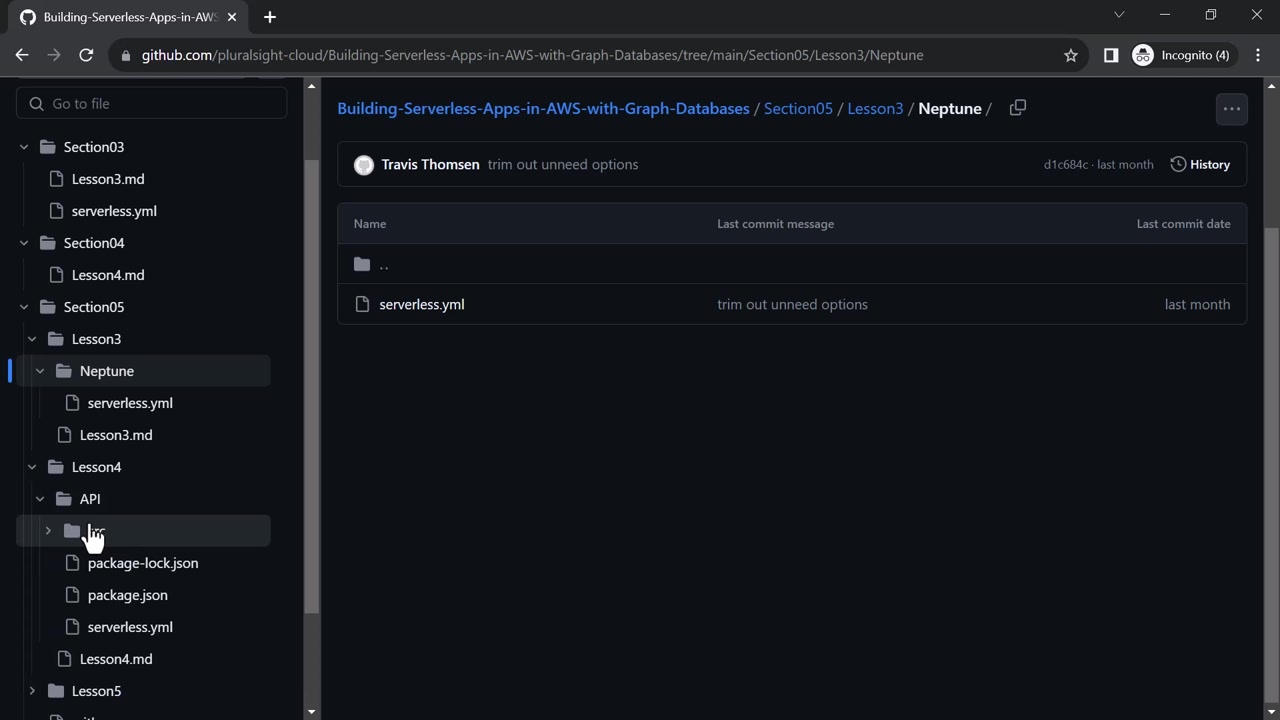 Building-Serverless-Apps-in-AWS
github.com/pluralsight-cloud/Building-Serverless-Apps-in-AWS-with-Graph-Databases/tree/main/Section05/Lesson3/Neptune
Incognito (4)
Go to file
Section03
Lesson3.md
serverless.yml
Section04
Lesson4.md
Section05
Lesson3
Neptune
serverless.yml
Lesson3.md
Lesson4
API
package-lock.json
package.json
serverless.yml
Lesson4.md
Lesson5
Building-Serverless-Apps-in-AWS-with-Graph-Databases / Section05 / Lesson3 / Neptune /
Travis Thomsen trim out unneed options d1c684c · last month History
Name Last commit message Last commit date
..
serverless.yml trim out unneed options last month